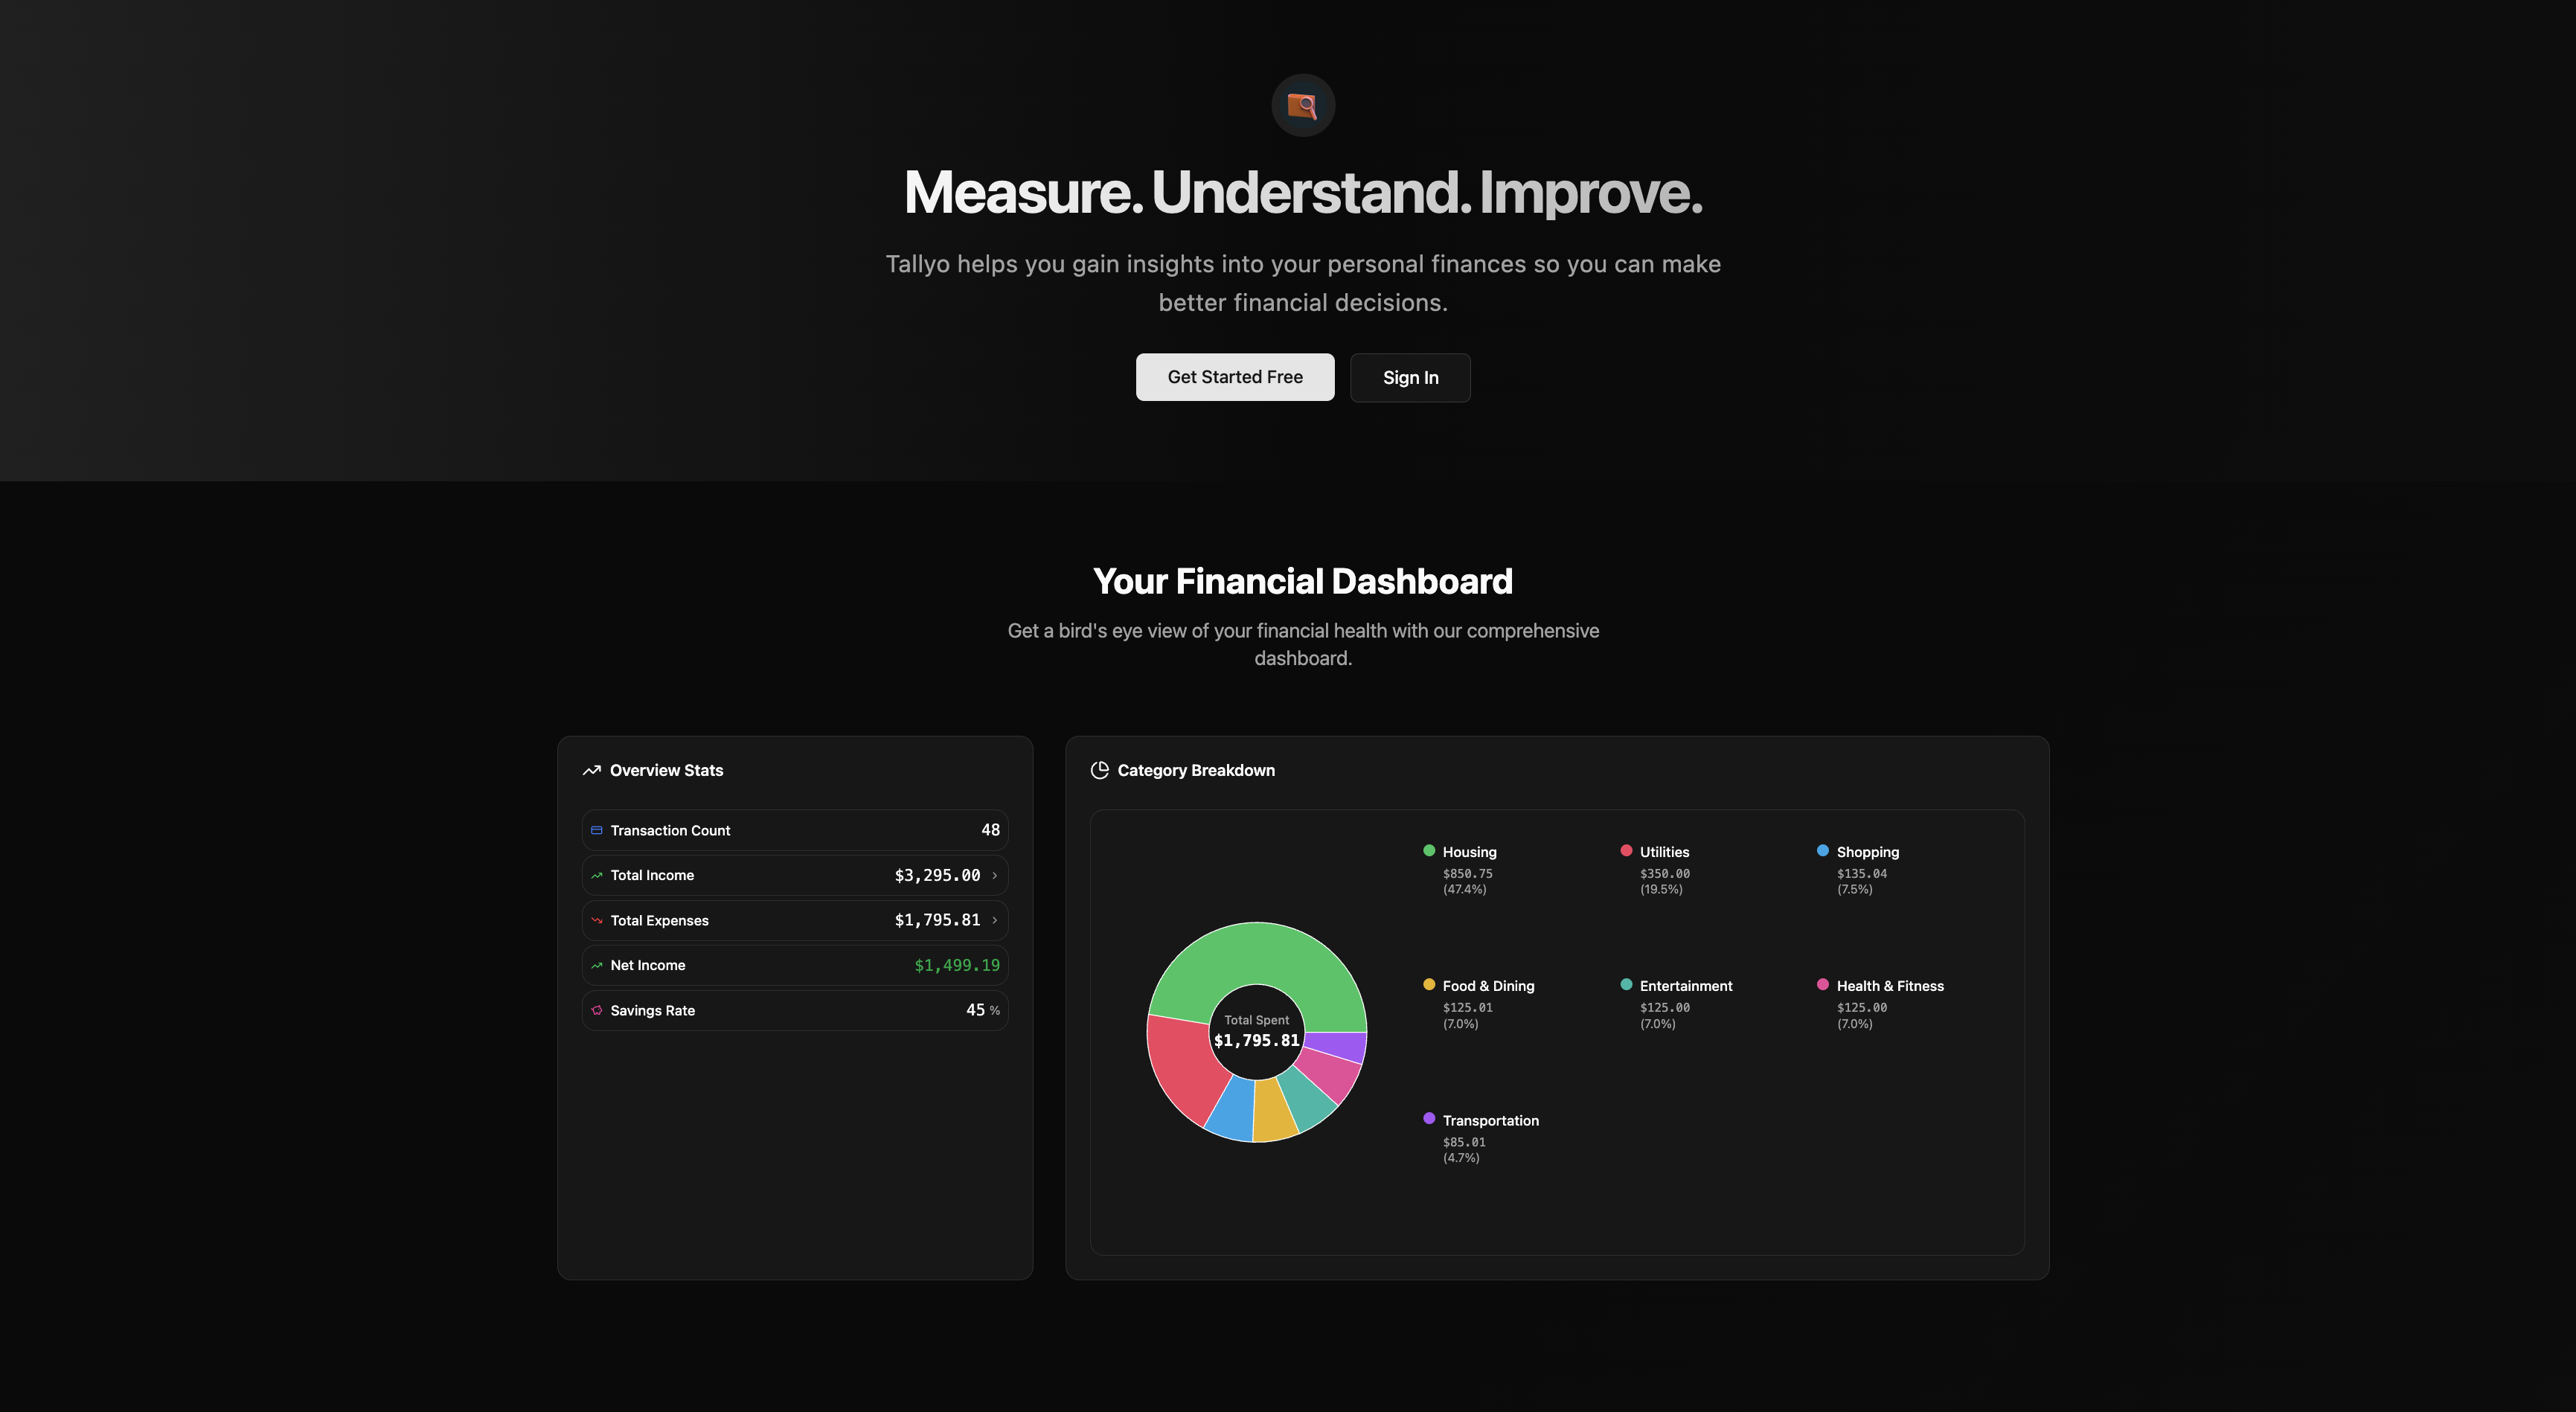 Measure. Understand. Improve.
Tallyo helps you gain insights into your personal finances so you can make
better financial decisions.
Get Started Free
Sign In
Your Financial Dashboard
Get a bird's eye view of your financial health with our comprehensive
dashboard.
Overview Stats
Transaction Count 48
Total Income $3,295.00
Total Expenses $1,795.81
Net Income $1,499.19
Savings Rate 45 %
Category Breakdown
Total Spent
$1,795.81
Housing
$850.75
(47.4%)
Utilities
$350.00
(19.5%)
Shopping
$135.04
(7.5%)
Food & Dining
$125.01
(7.0%)
Entertainment
$125.00
(7.0%)
Health & Fitness
$125.00
(7.0%)
Transportation
$85.01
(4.7%)